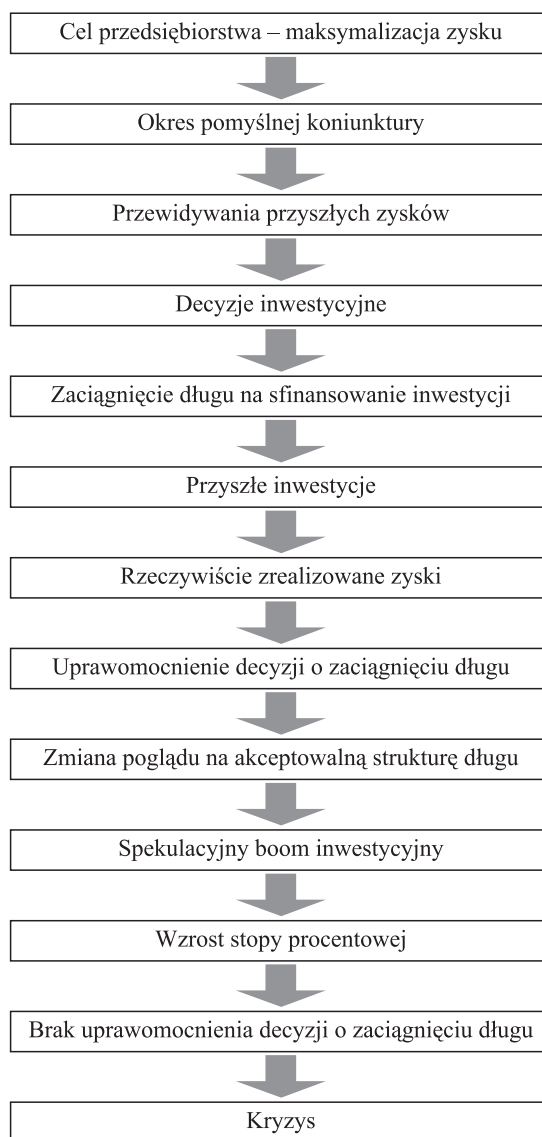 Cel przedsiębiorstwa – maksymalizacja zysku
Okres pomyślnej koniunktury
Przewidywania przyszłych zysków
Decyzje inwestycyjne
Zaciągnięcie długu na sfinansowanie inwestycji
Przyszłe inwestycje
Rzeczywiście zrealizowane zyski
Uprawomocnienie decyzji o zaciągnięciu długu
Zmiana poglądu na akceptowalną strukturę długu
Spekulacyjny boom inwestycyjny
Wzrost stopy procentowej
Brak uprawomocnienia decyzji o zaciągnięciu długu
Kryzys